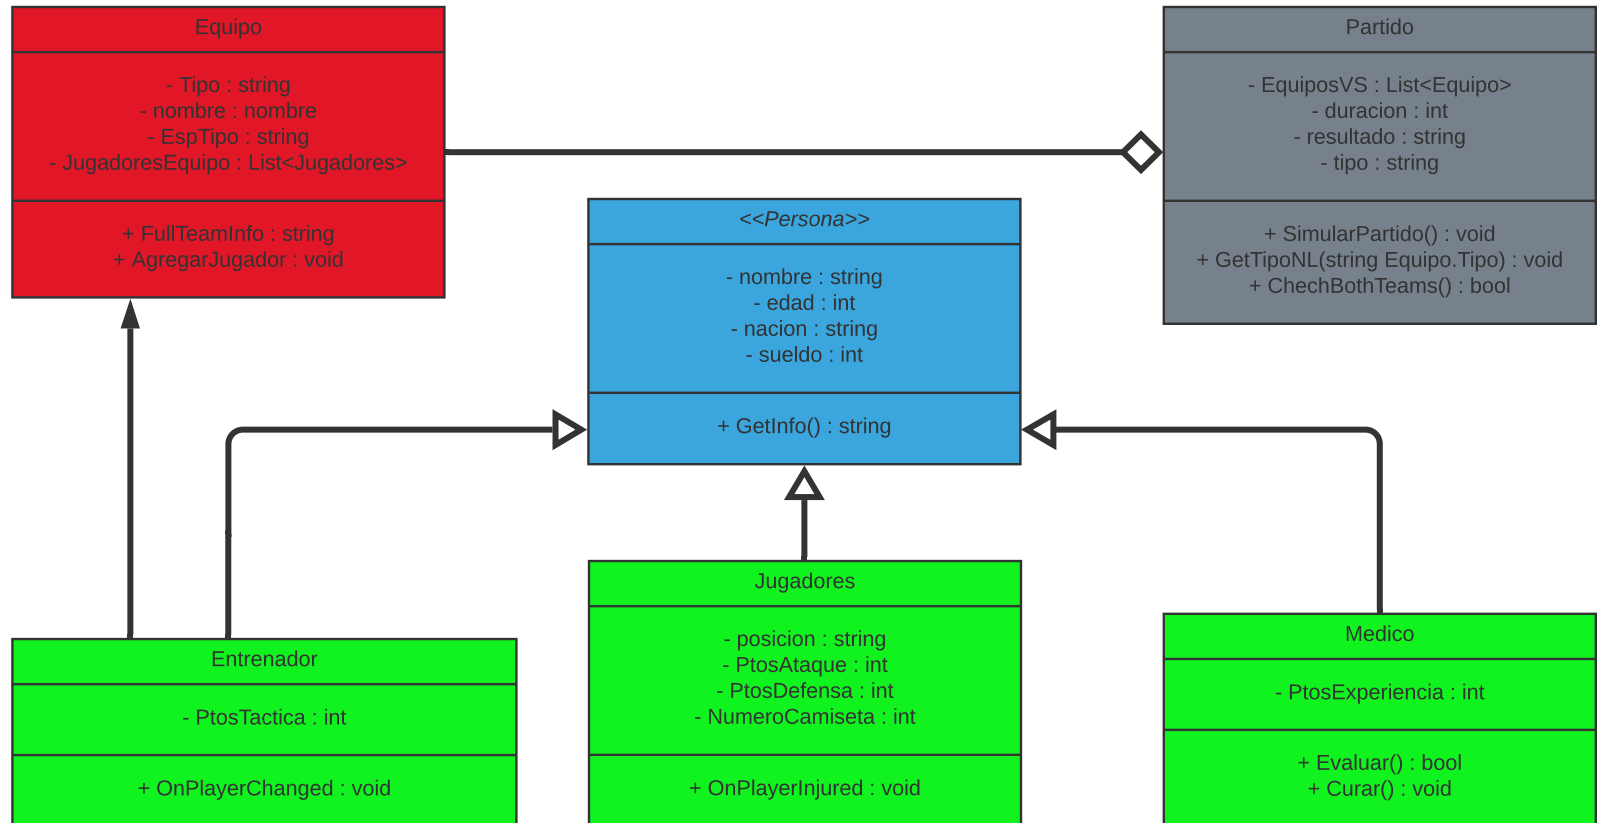 Equipo
- Tipo : string
- nombre : nombre
- EspTipo : string
- JugadoresEquipo : List<Jugadores>
+ FullTeamInfo : string
+ AgregarJugador : void
Partido
- EquiposVS : List<Equipo>
- duracion : int
- resultado : string
- tipo : string
+ SimularPartido() : void
+ GetTipoNL(string Equipo.Tipo) : void
+ ChechBothTeams() : bool
<<Persona>>
- nombre : string
- edad : int
- nacion : string
- sueldo : int
+ GetInfo() : string
Entrenador
- PtosTactica : int
+ OnPlayerChanged : void
Jugadores
- posicion : string
- PtosAtaque : int
- PtosDefensa : int
- NumeroCamiseta : int
+ OnPlayerInjured : void
Medico
- PtosExperiencia : int
+ Evaluar() : bool
+ Curar() : void